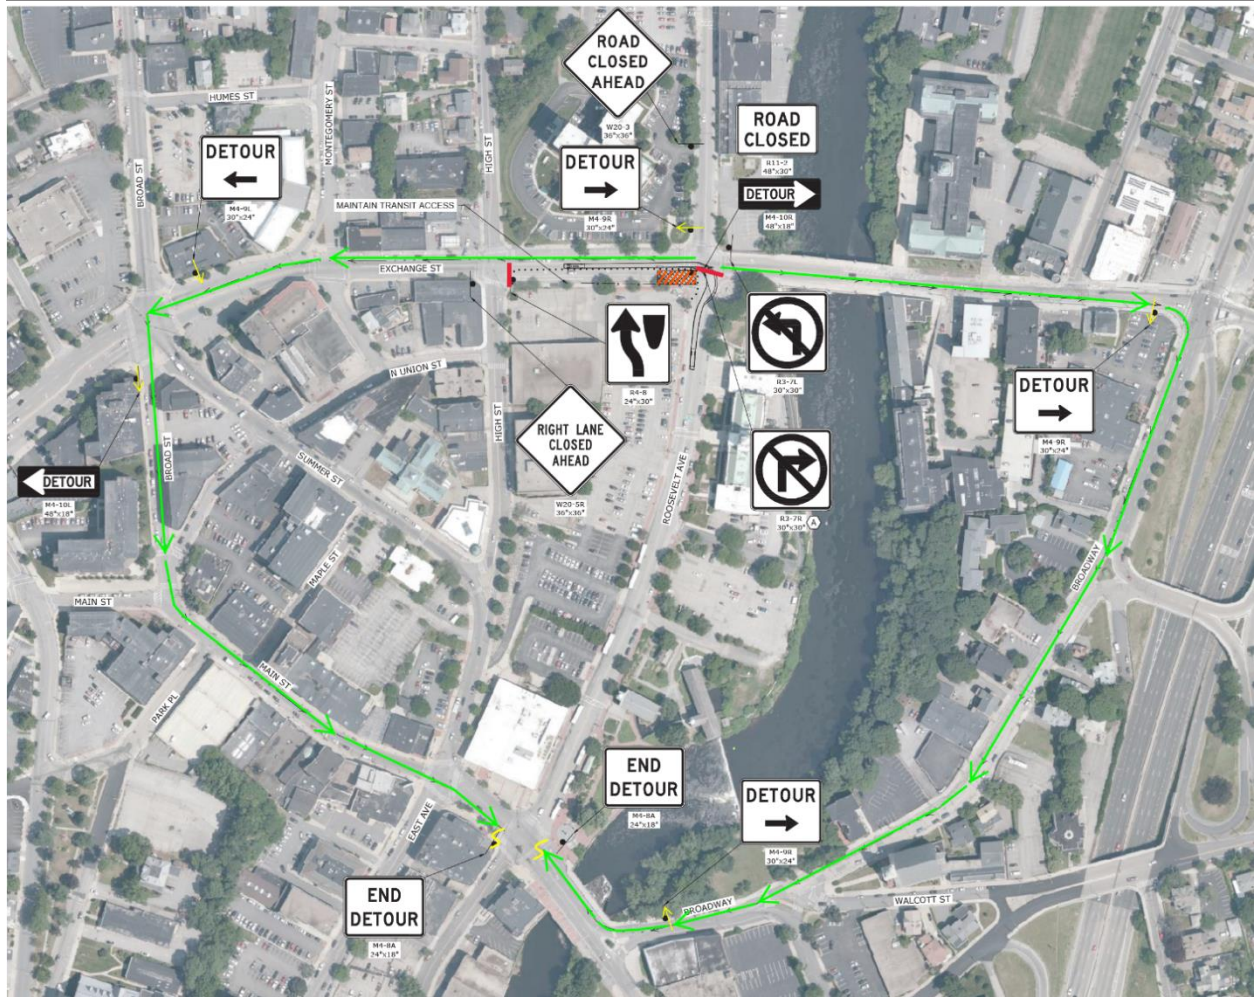 ROAD
CLOSED
AHEAD
W20-3
36"x36"
HUMES ST
MONTGOMERY ST
BROAD ST
HIGH ST
ROAD
CLOSED
R11-2
48"x30"
DETOUR
M4-9L
30"x24"
DETOUR
M4-9R
30"x24"
DETOUR
M4-10R
48"x18"
MAINTAIN TRANSIT ACCESS
EXCHANGE ST
R4-8
24"x30"
R3-7L
30"x30"
N UNION ST
DETOUR
M4-9R
30"x24"
RIGHT LANE
CLOSED
AHEAD
W20-5R
36"x36"
HIGH ST
BROAD ST
SUMMER ST
ROOSEVELT AVE
DETOUR
M4-10L
48"x18"
R3-7R
30"x30"
A
MAPLE ST
BROADWAY
MAIN ST
MAIN ST
PARK PL
END
DETOUR
M4-8A
24"x18"
DETOUR
M4-9R
30"x24"
EAST AVE
END
DETOUR
M4-8A
24"x18"
BROADWAY
WALCOTT ST